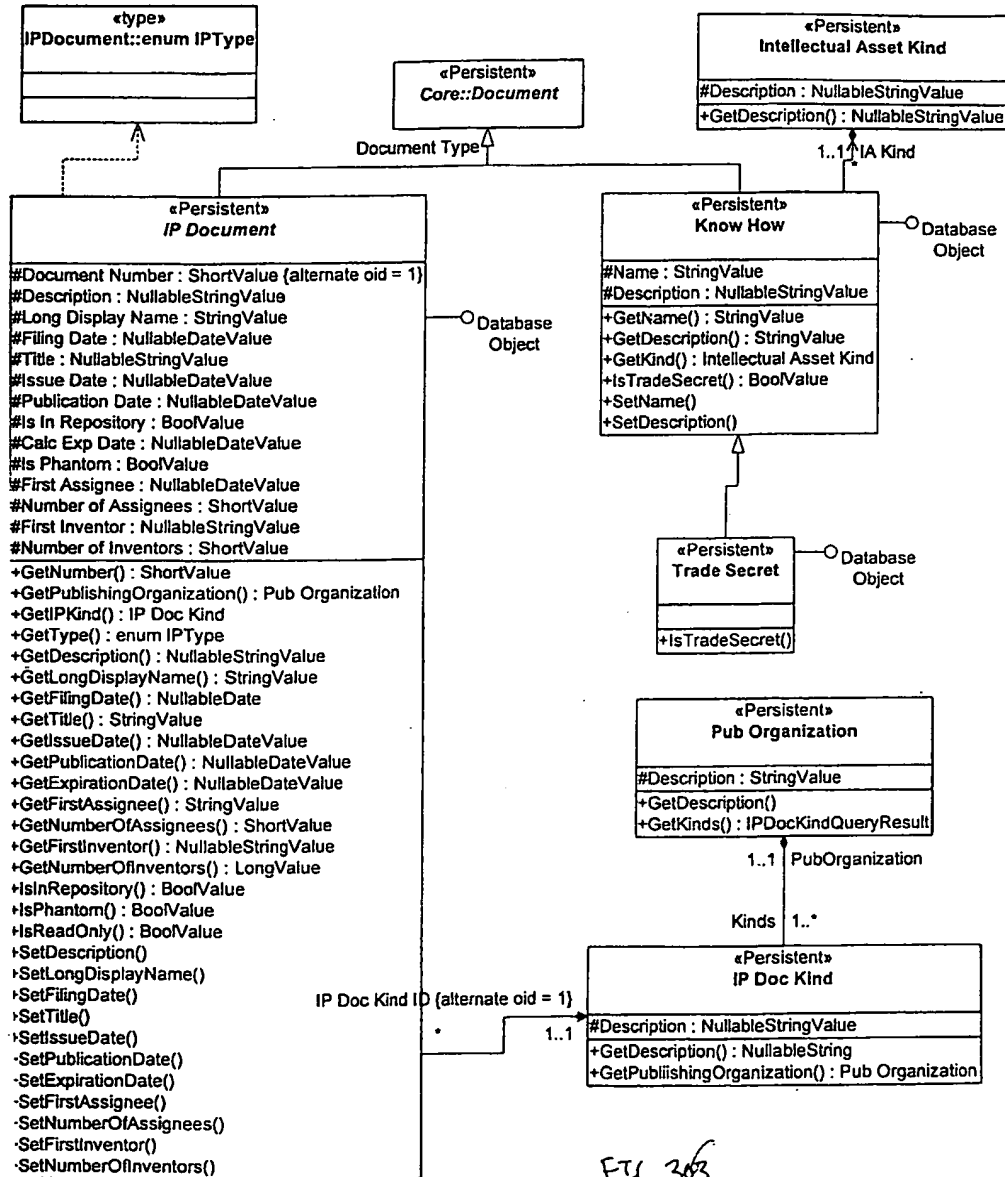 «type»
IPDocument::enum IPType
«Persistent»
Core::Document
Document Type
«Persistent»
Intellectual Asset Kind
#Description : NullableStringValue
+GetDescription() : NullableStringValue
1..1
IA Kind
*
«Persistent»
IP Document
#Document Number : ShortValue {alternate oid = 1}
#Description : NullableStringValue
#Long Display Name : StringValue
#Filing Date : NullableDateValue
#Title : NullableStringValue
#Issue Date : NullableDateValue
#Publication Date : NullableDateValue
#Is In Repository : BoolValue
#Calc Exp Date : NullableDateValue
#Is Phantom : BoolValue
#First Assignee : NullableDateValue
#Number of Assignees : ShortValue
#First Inventor : NullableStringValue
#Number of Inventors : ShortValue
+GetNumber() : ShortValue
+GetPublishingOrganization() : Pub Organization
+GetIPKind() : IP Doc Kind
+GetType() : enum IPType
+GetDescription() : NullableStringValue
+GetLongDisplayName() : StringValue
+GetFilingDate() : NullableDate
+GetTitle() : StringValue
+GetIssueDate() : NullableDateValue
+GetPublicationDate() : NullableDateValue
+GetExpirationDate() : NullableDateValue
+GetFirstAssignee() : StringValue
+GetNumberOfAssignees() : ShortValue
+GetFirstInventor() : NullableStringValue
+GetNumberOfInventors() : LongValue
+IsInRepository() : BoolValue
+IsPhantom() : BoolValue
+IsReadOnly() : BoolValue
+SetDescription()
+SetLongDisplayName()
+SetFilingDate()
+SetTitle()
+SetIssueDate()
-SetPublicationDate()
-SetExpirationDate()
-SetFirstAssignee()
-SetNumberOfAssignees()
-SetFirstInventor()
-SetNumberOfInventors()
Database
Object
«Persistent»
Know How
#Name : StringValue
#Description : NullableStringValue
+GetName() : StringValue
+GetDescription() : StringValue
+GetKind() : Intellectual Asset Kind
+IsTradeSecret() : BoolValue
+SetName()
+SetDescription()
Database
Object
«Persistent»
Trade Secret
+IsTradeSecret()
Database
Object
«Persistent»
Pub Organization
#Description : StringValue
+GetDescription()
+GetKinds() : IPDocKindQueryResult
1..1
PubOrganization
Kinds
1..*
«Persistent»
IP Doc Kind
#Description : NullableStringValue
+GetDescription() : NullableString
+GetPubliishingOrganization() : Pub Organization
IP Doc Kind ID {alternate oid = 1}
*
1..1